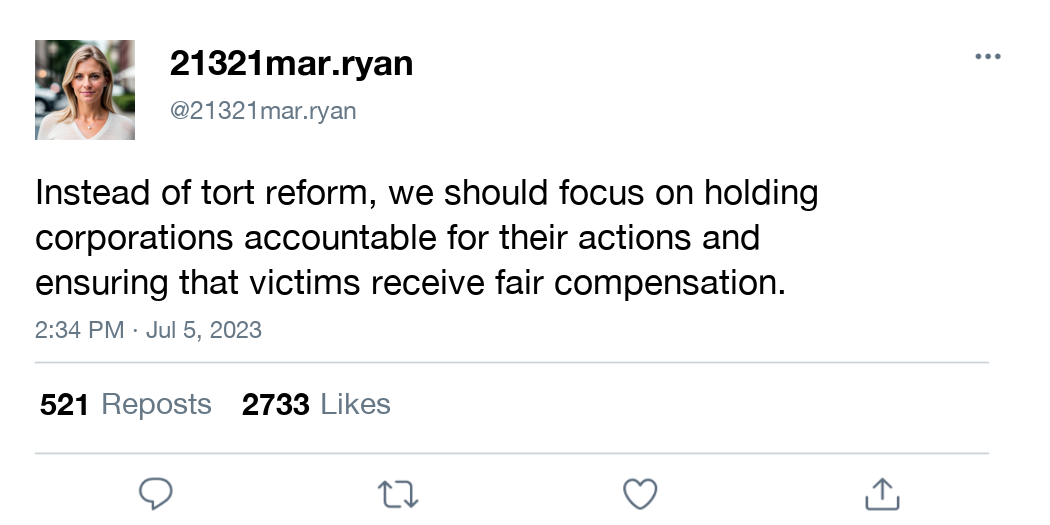 21321mar.ryan
@21321mar.ryan
Instead of tort reform, we should focus on holding
corporations accountable for their actions and
ensuring that victims receive fair compensation.
2:34 PM · Jul 5, 2023
521 Reposts 2733 Likes